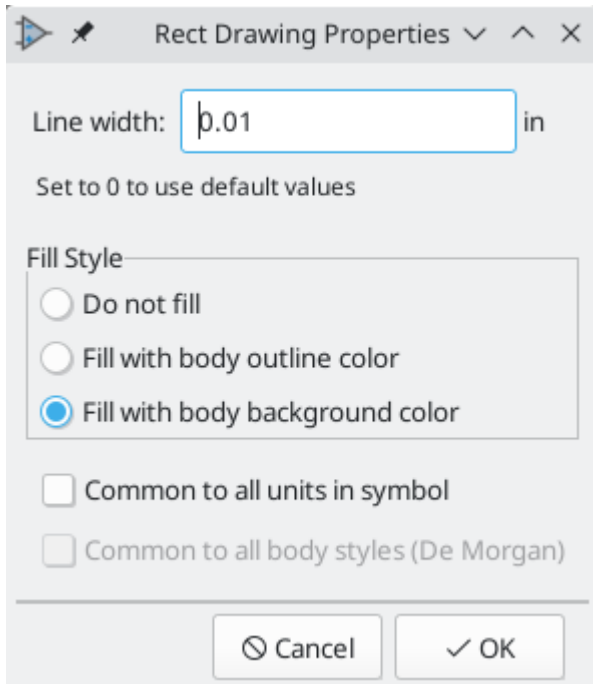 Rect Drawing Properties
Line width: 0.01 in
Set to 0 to use default values
Fill Style
Do not fill
Fill with body outline color
Fill with body background color
Common to all units in symbol
Common to all body styles (De Morgan)
Cancel OK